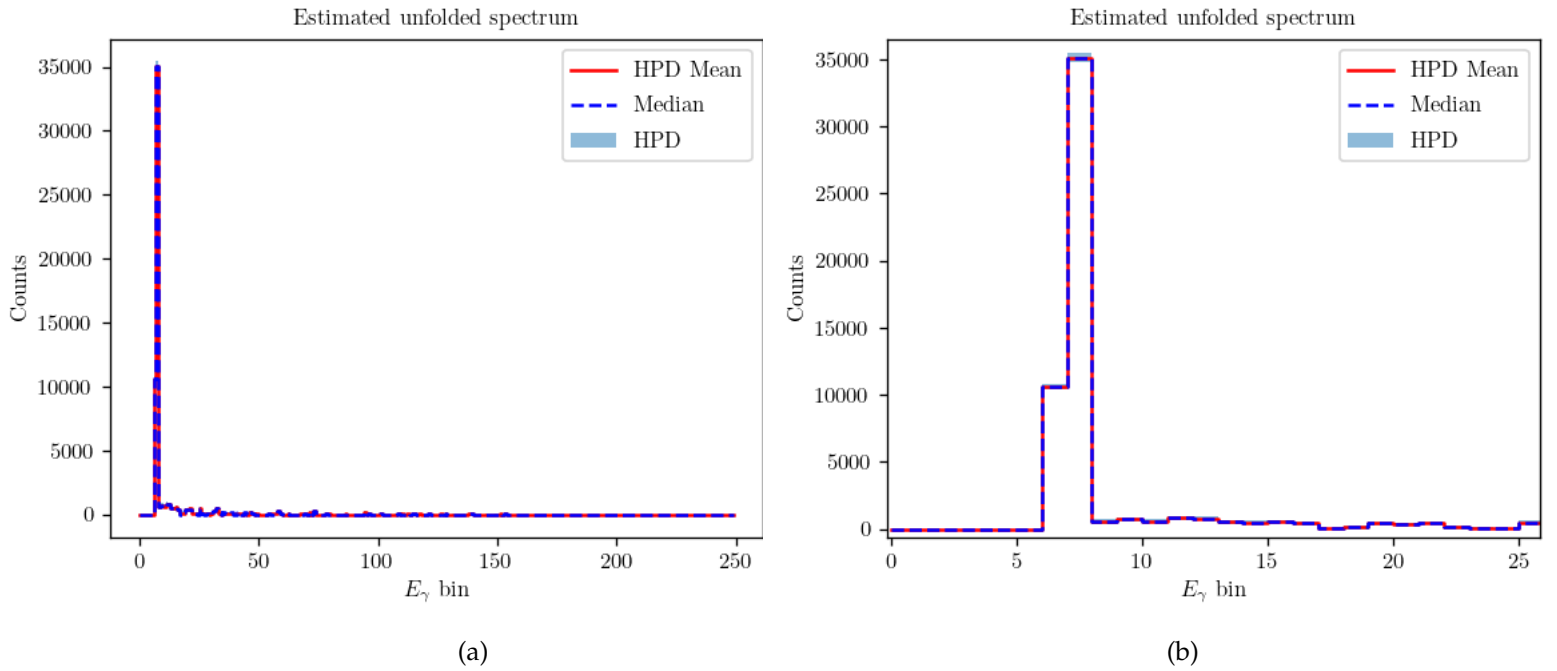 Estimated unfolded spectrum
HPD Mean
Median
HPD
35000
30000
25000
20000
15000
10000
5000
0
Counts
0 50 100 150 200 250
Eγ bin
(a)
Estimated unfolded spectrum
HPD Mean
Median
HPD
35000
30000
25000
20000
15000
10000
5000
0
Counts
0 5 10 15 20 25
Eγ bin
(b)